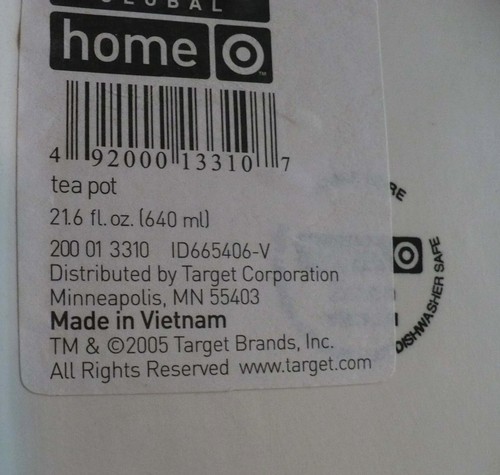 GLOBAL
home
4 92000 13310 7
tea pot
21.6 fl. oz. (640 ml)
200 01 3310 ID665406-V
Distributed by Target Corporation
Minneapolis, MN 55403
Made in Vietnam
TM & ©2005 Target Brands, Inc.
All Rights Reserved www.target.com
DISHWASHER SAFE